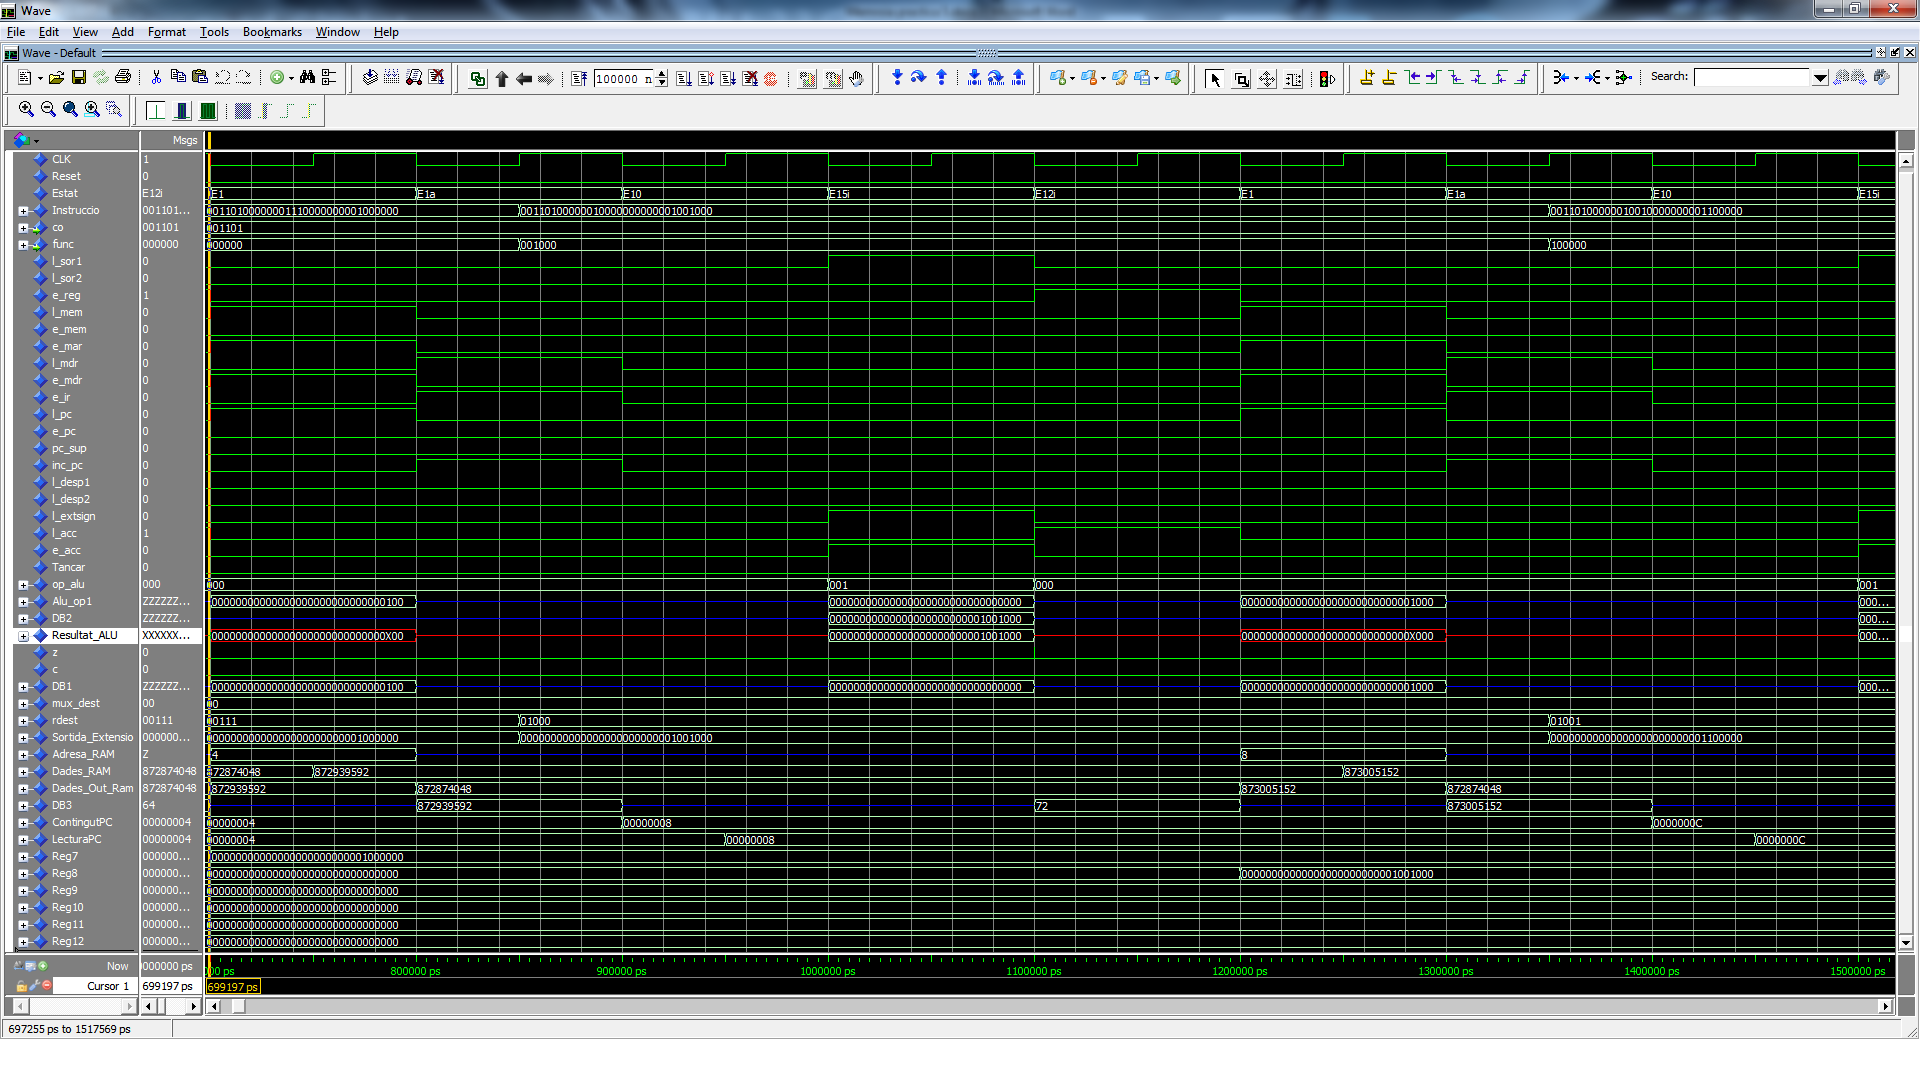 Wave
File Edit View Add Format Tools Bookmarks Window Help
Wave - Default
100000 n
Search:
Msgs
CLK 1
Reset 0
Estat E12i E1 E1a E10 E15i E12i E1 E1a E10 E15i
Instruccio 001101... 00110100000001110000000001000000 00110100000010000000000001001000 00110100000010010000000001100000
co 001101 001101
func 000000 000000 001000 100000
l_sor1 0
l_sor2 0
e_reg 1
l_mem 0
e_mem 0
e_mar 0
l_mdr 0
e_mdr 0
e_ir 0
l_pc 0
e_pc 0
pc_sup 0
inc_pc 0
l_desp1 0
l_desp2 0
l_extsign 0
l_acc 1
e_acc 0
Tancar 0
op_alu 000 000 001 000 001
Alu_op1 ZZZZZZ... 00000000000000000000000000000100 00000000000000000000000000000000 00000000000000000000000000001000 000...
DB2 ZZZZZZ... 00000000000000000000000001001000 000...
Resultat_ALU XXXXXX... 00000000000000000000000000000X00 00000000000000000000000001001000 0000000000000000000000000000X000 000...
z 0
c 0
DB1 ZZZZZZ... 00000000000000000000000000000100 00000000000000000000000000000000 00000000000000000000000000001000 000...
mux_dest 00 00
rdest 00111 00111 01000 01001
Sortida_Extensio 000000... 00000000000000000000000001000000 00000000000000000000000001001000 00000000000000000000000001100000
Adresa_RAM Z 4 8
Dades_RAM 872874048 872874048 872939592 873005152
Dades_Out_Ram 872874048 872939592 872874048 873005152 872874048
DB3 64 872939592 72 873005152
ContingutPC 00000004 00000004 00000008 0000000C
LecturaPC 00000004 00000004 00000008 0000000C
Reg7 000000... 00000000000000000000000001000000
Reg8 000000... 00000000000000000000000000000000 00000000000000000000000001001000
Reg9 000000... 00000000000000000000000000000000
Reg10 000000... 00000000000000000000000000000000
Reg11 000000... 00000000000000000000000000000000
Reg12 000000... 00000000000000000000000000000000
Now 000000 ps 00 ps 800000 ps 900000 ps 1000000 ps 1100000 ps 1200000 ps 1300000 ps 1400000 ps 1500000 ps
Cursor 1 699197 ps 699197 ps
697255 ps to 1517569 ps